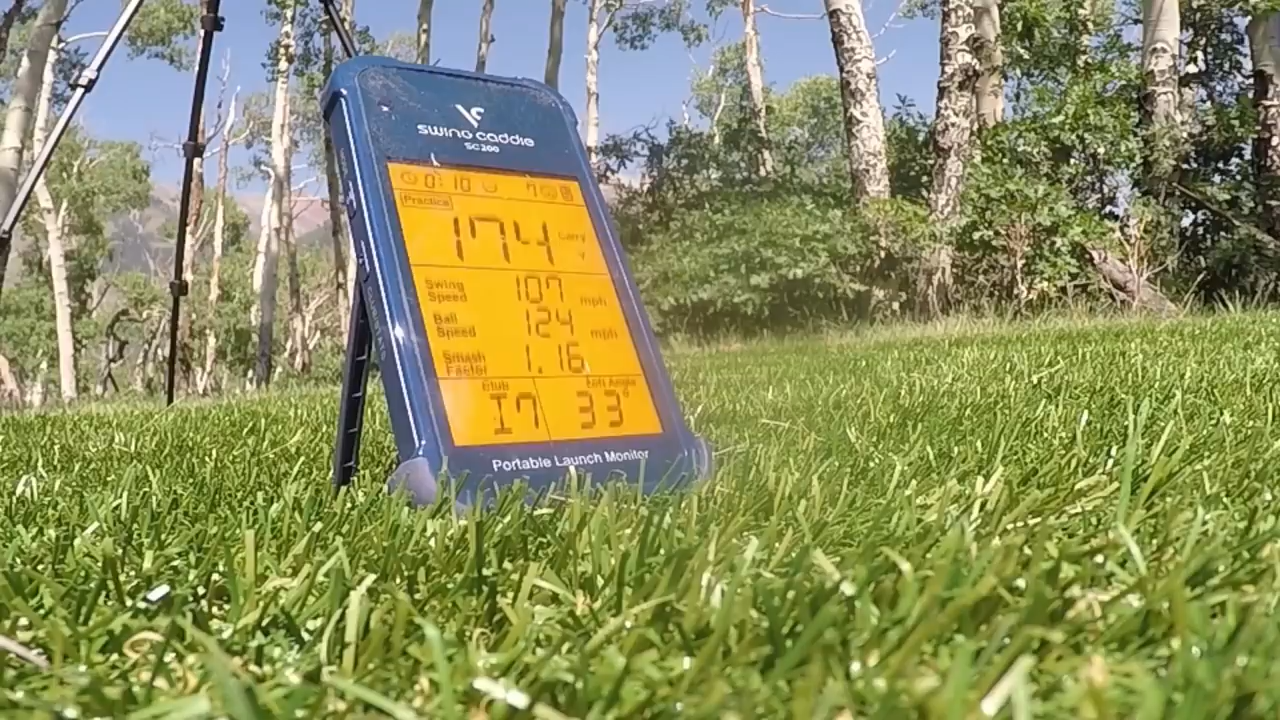 swing caddie
SC200
0:10
Practice
174 Carry Y
Swing Speed 107 mph
Ball Speed 124 mph
Smash Factor 1.16
Club Loft Angle
I7 33°
Portable Launch Monitor